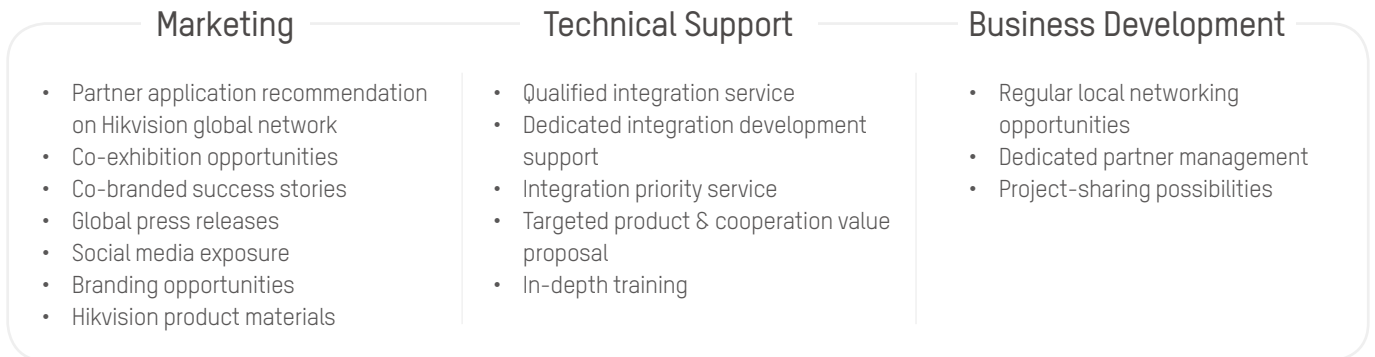 Marketing
• Partner application recommendation
on Hikvision global network
• Co-exhibition opportunities
• Co-branded success stories
• Global press releases
• Social media exposure
• Branding opportunities
• Hikvision product materials
Technical Support
• Qualified integration service
• Dedicated integration development
support
• Integration priority service
• Targeted product & cooperation value
proposal
• In-depth training
Business Development
• Regular local networking
opportunities
• Dedicated partner management
• Project-sharing possibilities